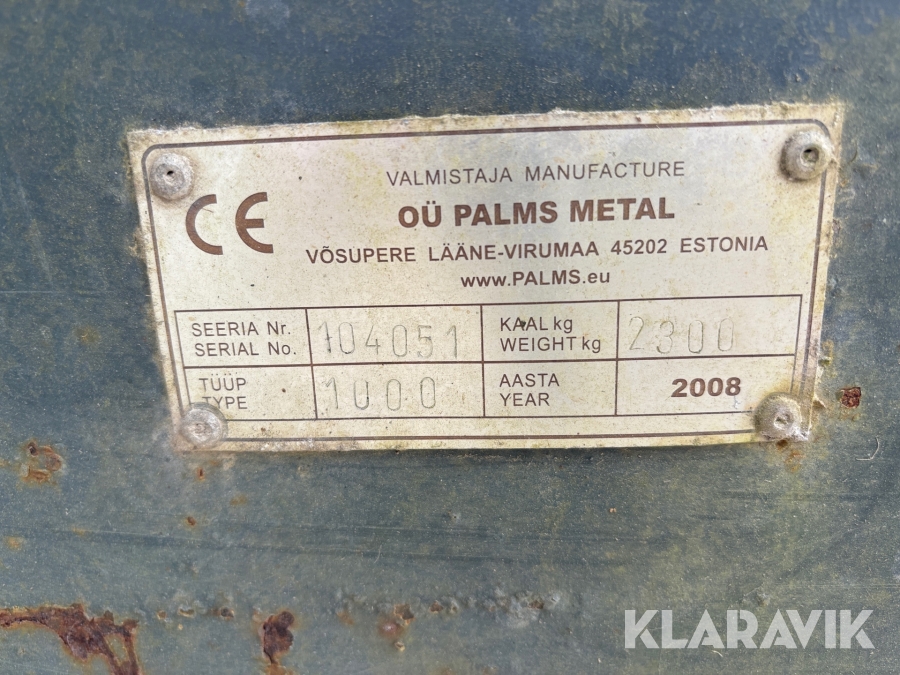 CE
VALMISTAJA MANUFACTURE
OÜ PALMS METAL
VÕSUPERE LÄÄNE-VIRUMAA 45202 ESTONIA
www.PALMS.eu
SEERIA Nr.
SERIAL No.
104051
KAAL kg
WEIGHT kg
2300
TÜÜP
TYPE
1000
AASTA
YEAR
2008
KLARAVIK